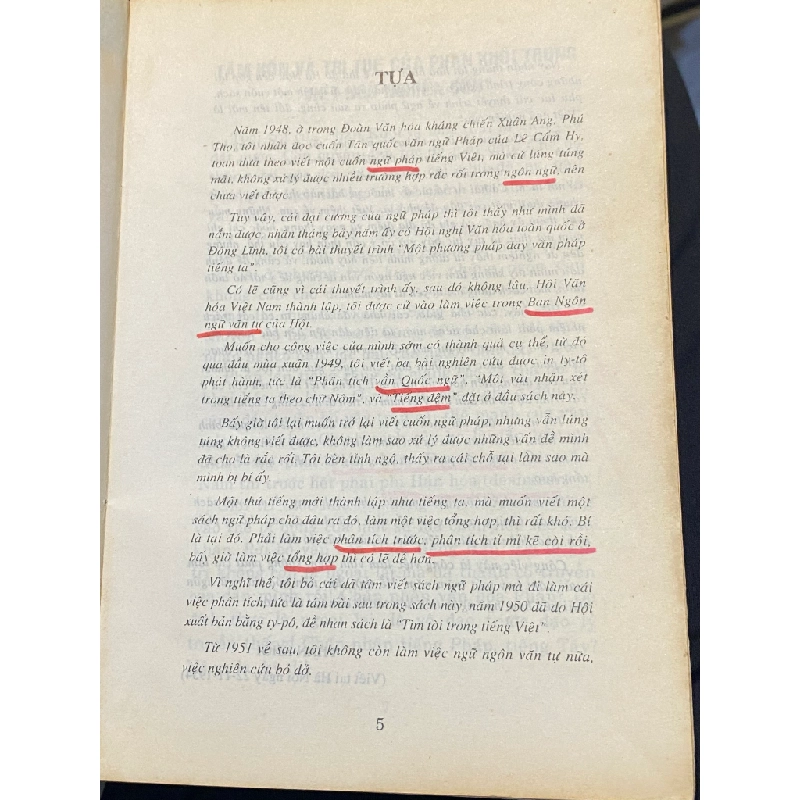 TỰA
Năm 1948, ở trong Đoàn Văn hóa kháng chiến Xuân Ang, Phú
Thọ, tôi nhân đọc cuốn Tân quốc văn ngữ Pháp của Lê Cẩm Hy,
toan dựa theo viết một cuốn ngữ pháp tiếng Việt, mà cứ lúng túng
mãi, không xử lý được nhiều trường hợp rắc rối trong ngôn ngữ, nên
chưa viết được.
Tuy vậy, cái đại cương của ngữ pháp thì tôi thấy như mình đã
nắm được, nhân tháng bảy năm ấy có Hội nghị Văn hóa toàn quốc ở
Đồng Lĩnh, tôi có bài thuyết trình "Một phương pháp dạy văn pháp
tiếng ta".
Có lẽ cũng vì cái thuyết trình ấy, sau đó không lâu, Hội Văn
hóa Việt Nam thành lập, tôi được cử vào làm việc trong Ban Ngôn
ngữ văn tự của Hội.
Muốn cho công việc của mình sớm có thành quả cụ thể, từ đó
qua đầu mùa xuân 1949, tôi viết ba bài nghiên cứu được in ly-tô
phát hành, tức là "Phân tích vần Quốc ngữ", "Một vài nhận xét
trong tiếng ta theo chữ Nôm", và "Tiếng đệm" đặt ở đầu sách này.
Bấy giờ tôi lại muốn trở lại viết cuốn ngữ pháp, nhưng vẫn lúng
túng không viết được, không làm sao xử lý được những vấn đề mình
đã cho là rắc rối. Tôi bèn tỉnh ngộ, thấy ra cái chỗ tại làm sao mà
mình bị bí ấy.
Một thứ tiếng mới thành lập như tiếng ta, mà muốn viết một
sách ngữ pháp cho đâu ra đó, làm một việc tổng hợp, thì rất khó. Bí
là tại đó. Phải làm việc phân tích trước, phân tích tỉ mỉ kẽ còi rồi,
bấy giờ làm việc tổng hợp thì có lẽ dễ hơn.
Vì nghĩ thế, tôi bỏ cái dã tâm viết sách ngữ pháp mà đi làm cái
việc phân tích, tức là tám bài sau trong sách này, năm 1950 đã do Hội
xuất bản bằng ty-pô, đề nhan sách là "Tìm tòi trong tiếng Việt".
Từ 1951 về sau, tôi không còn làm việc ngữ ngôn văn tự nữa,
việc nghiên cứu bỏ dở.
5